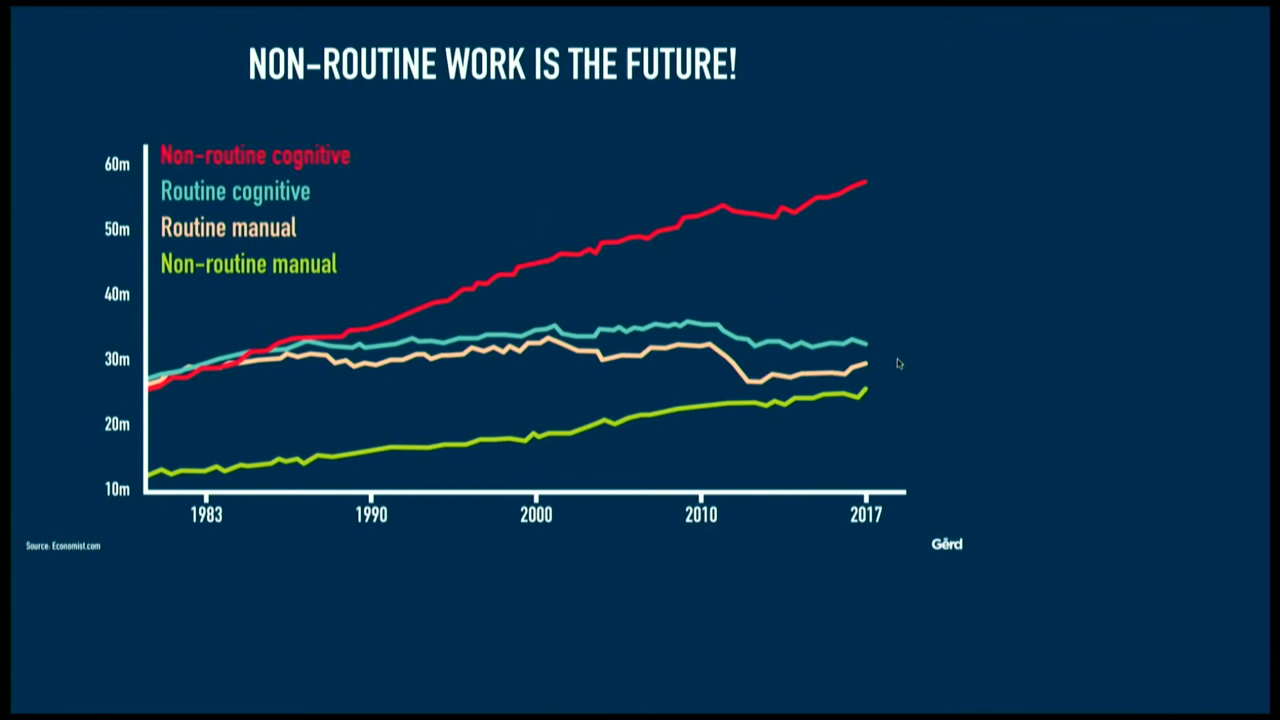 NON-ROUTINE WORK IS THE FUTURE!
60m
50m
40m
30m
20m
10m
Non-routine cognitive
Routine cognitive
Routine manual
Non-routine manual
1983 1990 2000 2010 2017
Source: Economist.com
Gerd